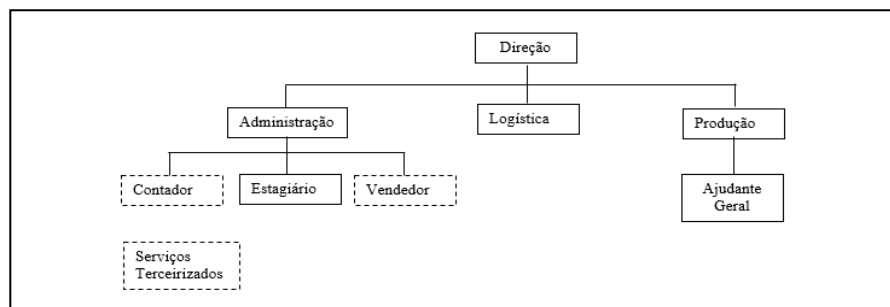 Direção
Administração
Logística
Produção
Contador
Estagiário
Vendedor
Ajudante
Geral
Serviços
Terceirizados